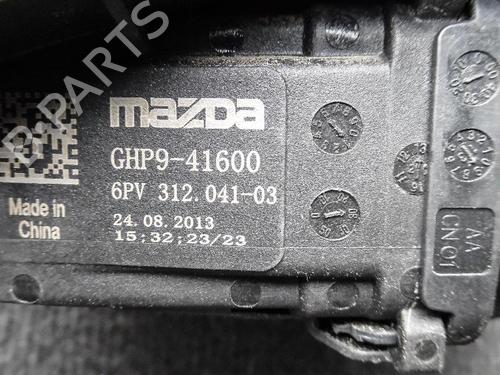 mazda
GHP9-41600
6PV 312.041-03
24.08.2013
15;32;23/23
Made in
China
AA
CN01
B-PARTS